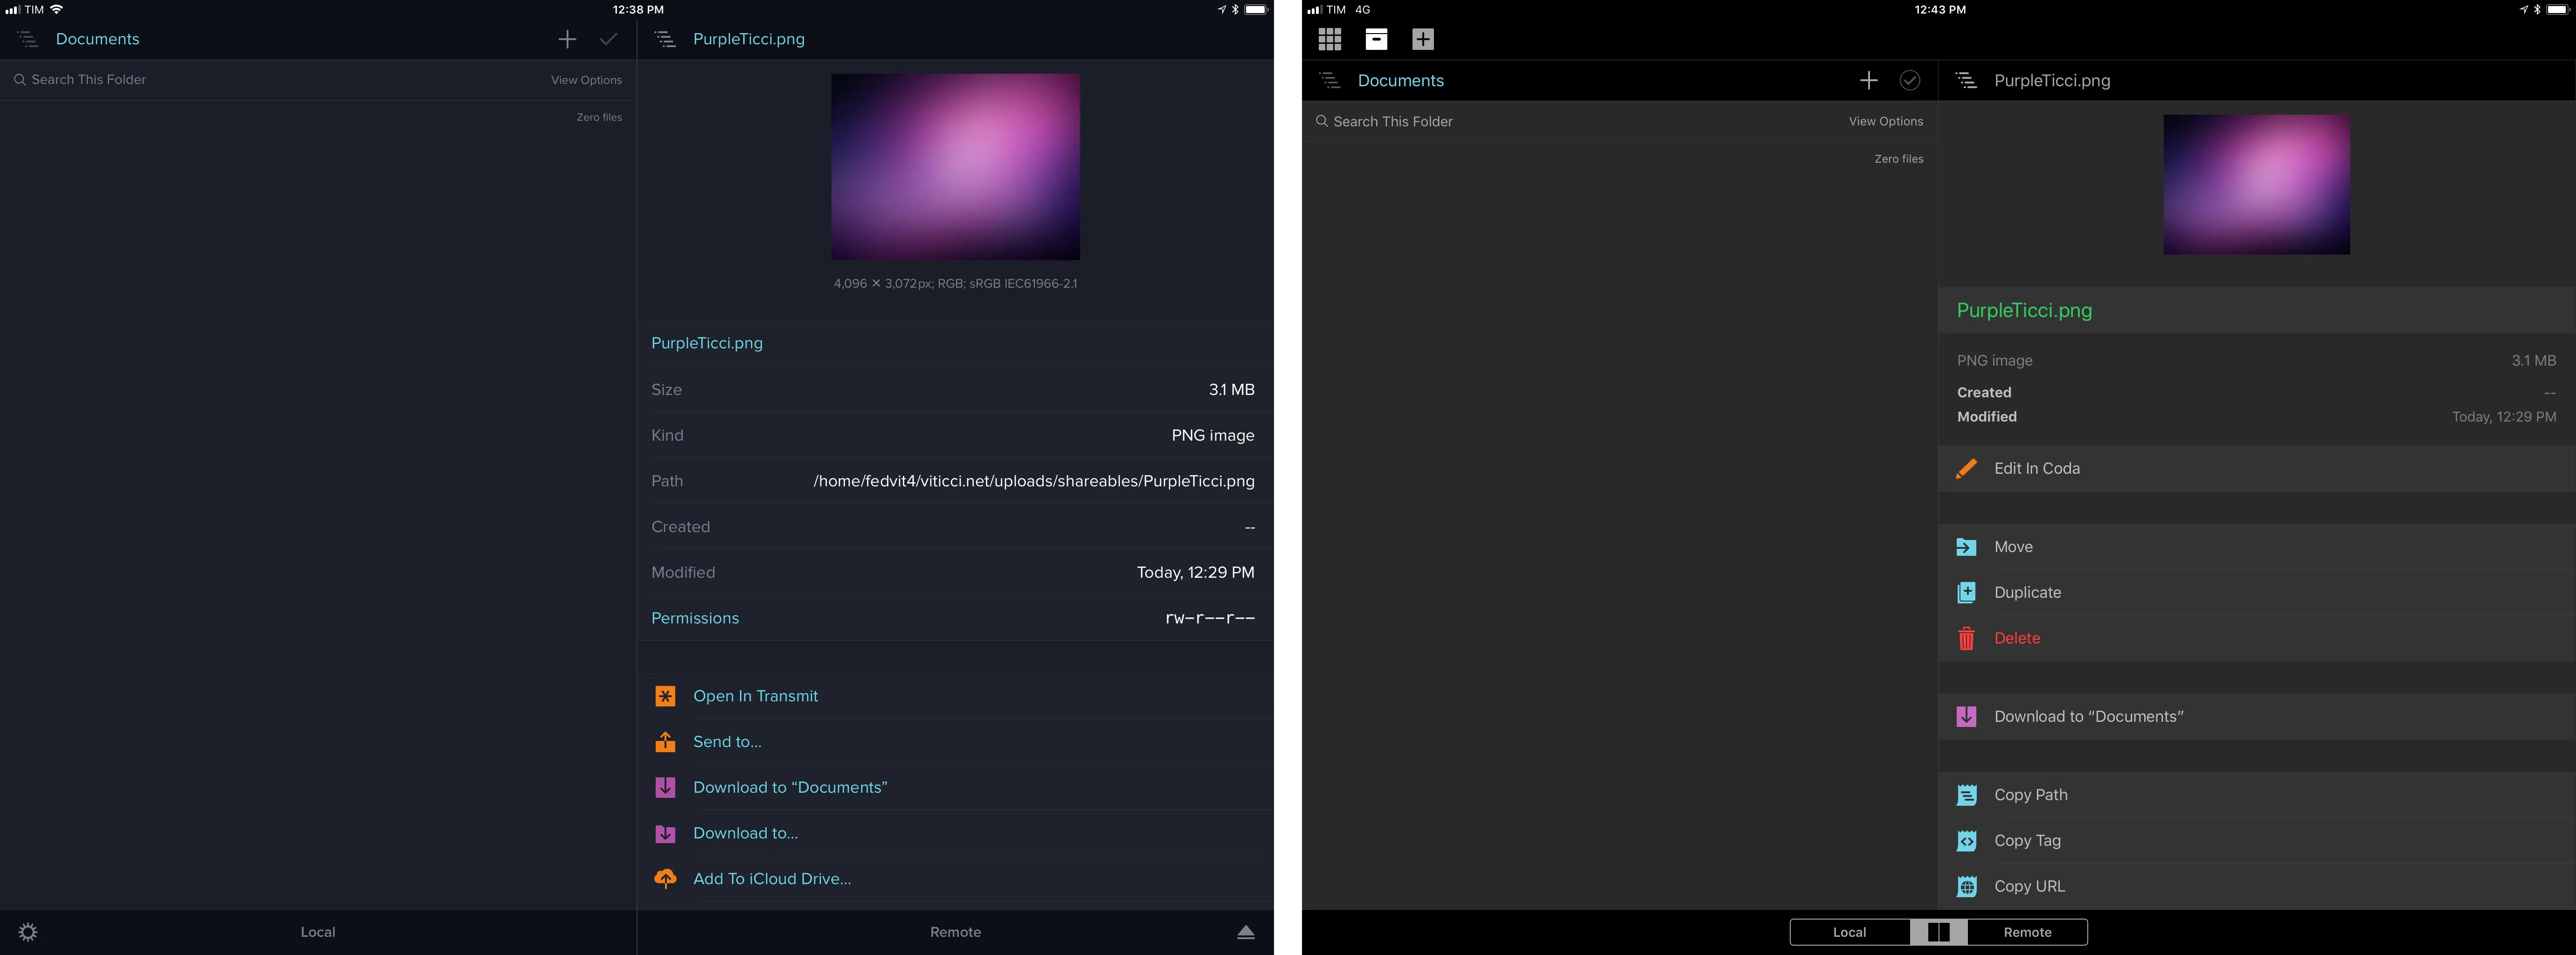 TIM
12:38 PM
Documents
Search This Folder
View Options
Zero files
PurpleTicci.png
4,096 × 3,072px; RGB; sRGB IEC61966-2.1
PurpleTicci.png
Size 3.1 MB
Kind PNG image
Path /home/fedvit4/viticci.net/uploads/shareables/PurpleTicci.png
Created --
Modified Today, 12:29 PM
Permissions rw-r--r--
Open In Transmit
Send to...
Download to “Documents”
Download to...
Add To iCloud Drive...
Local
Remote
TIM 4G
12:43 PM
Documents
Search This Folder
View Options
Zero files
PurpleTicci.png
PurpleTicci.png
PNG image 3.1 MB
Created --
Modified Today, 12:29 PM
Edit In Coda
Move
Duplicate
Delete
Download to “Documents”
Copy Path
Copy Tag
Copy URL
Local
Remote